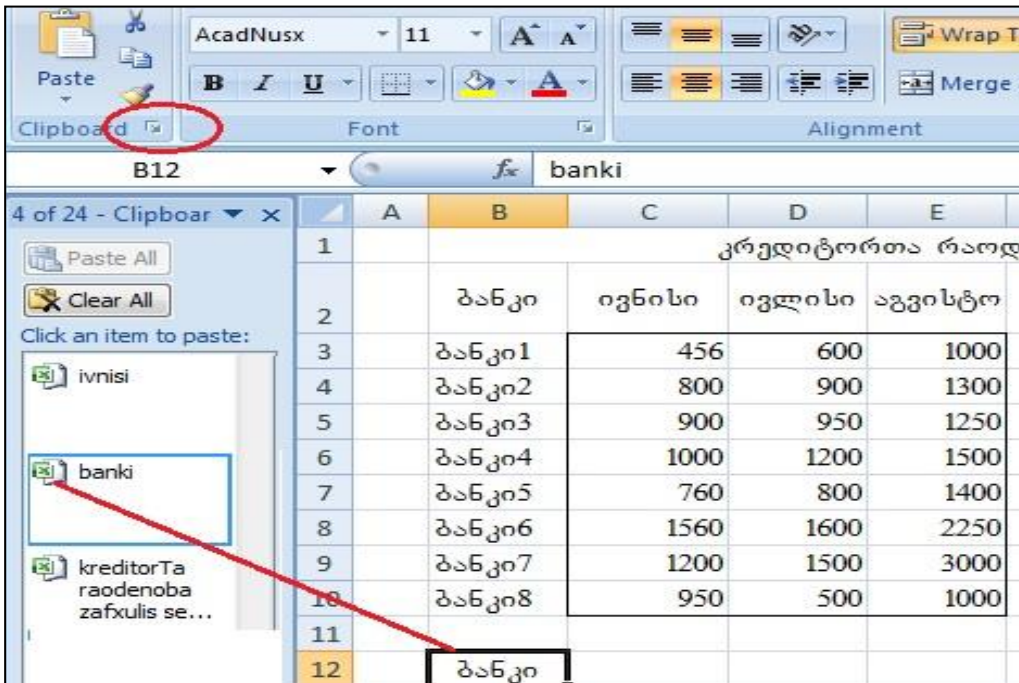 AcadNusx 11 A A Wrap T
Paste B I U A Merge
Clipboard Font Alignment
B12 fx banki
4 of 24 - Clipboar
Paste All
Clear All
Click an item to paste:
ivnisi
banki
kreditorTa
raodenoba
zafxulis se...
A B C D E
1 კრედიტორთა რაოდ
2 ბანკი ივნისი ივლისი აგვისტო
3 ბანკი1 456 600 1000
4 ბანკი2 800 900 1300
5 ბანკი3 900 950 1250
6 ბანკი4 1000 1200 1500
7 ბანკი5 760 800 1400
8 ბანკი6 1560 1600 2250
9 ბანკი7 1200 1500 3000
10 ბანკი8 950 500 1000
11
12 ბანკი